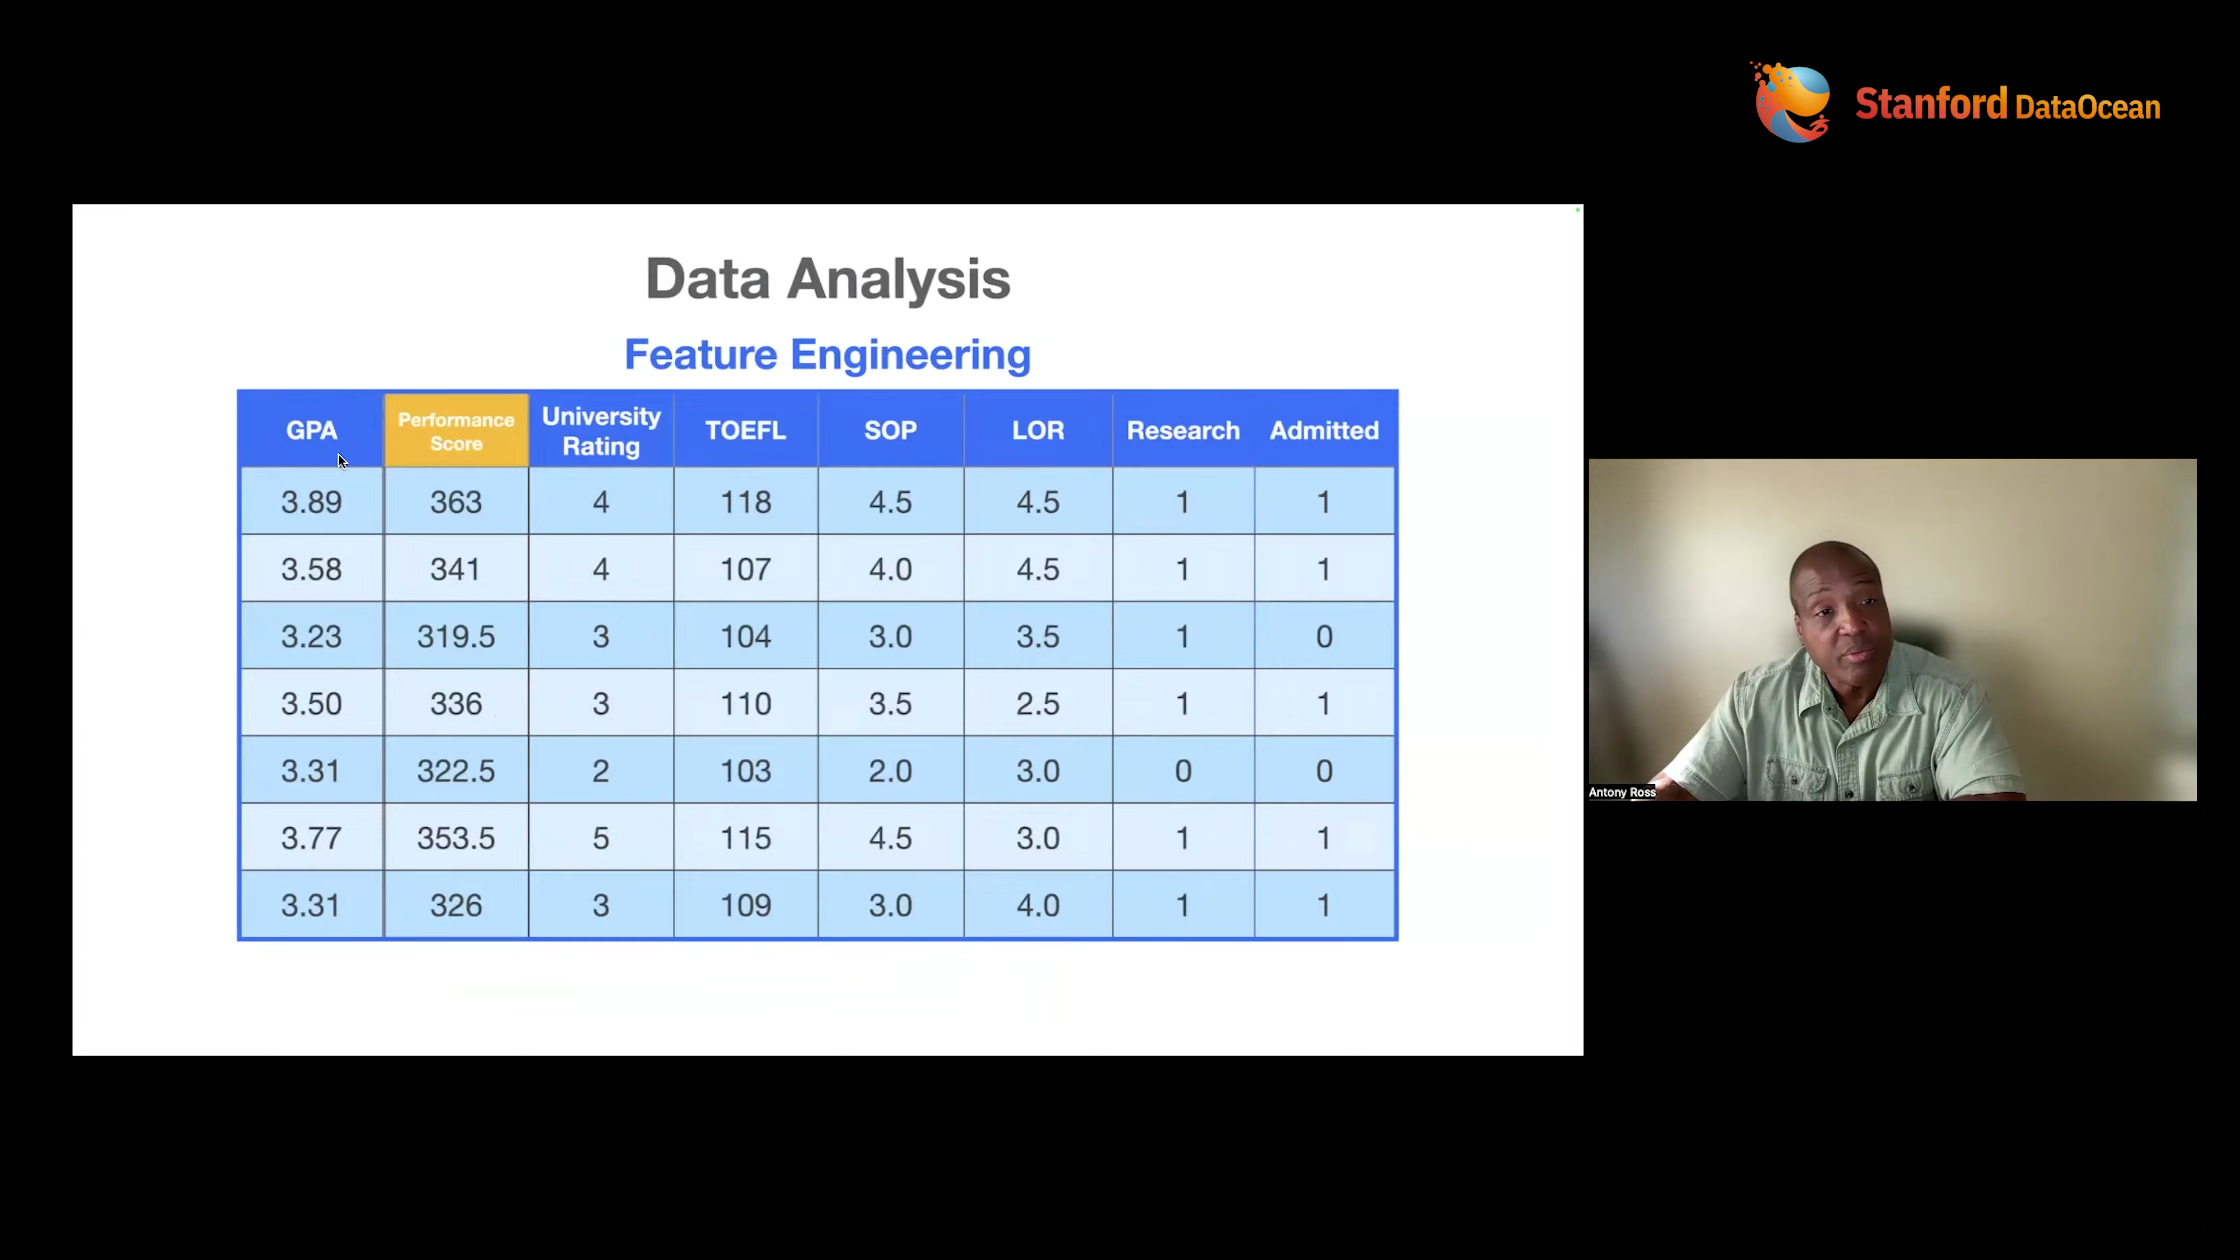 Stanford DataOcean
Data Analysis
Feature Engineering
GPA Performance Score University Rating TOEFL SOP LOR Research Admitted
3.89 363 4 118 4.5 4.5 1 1
3.58 341 4 107 4.0 4.5 1 1
3.23 319.5 3 104 3.0 3.5 1 0
3.50 336 3 110 3.5 2.5 1 1
3.31 322.5 2 103 2.0 3.0 0 0
3.77 353.5 5 115 4.5 3.0 1 1
3.31 326 3 109 3.0 4.0 1 1
Antony Ross